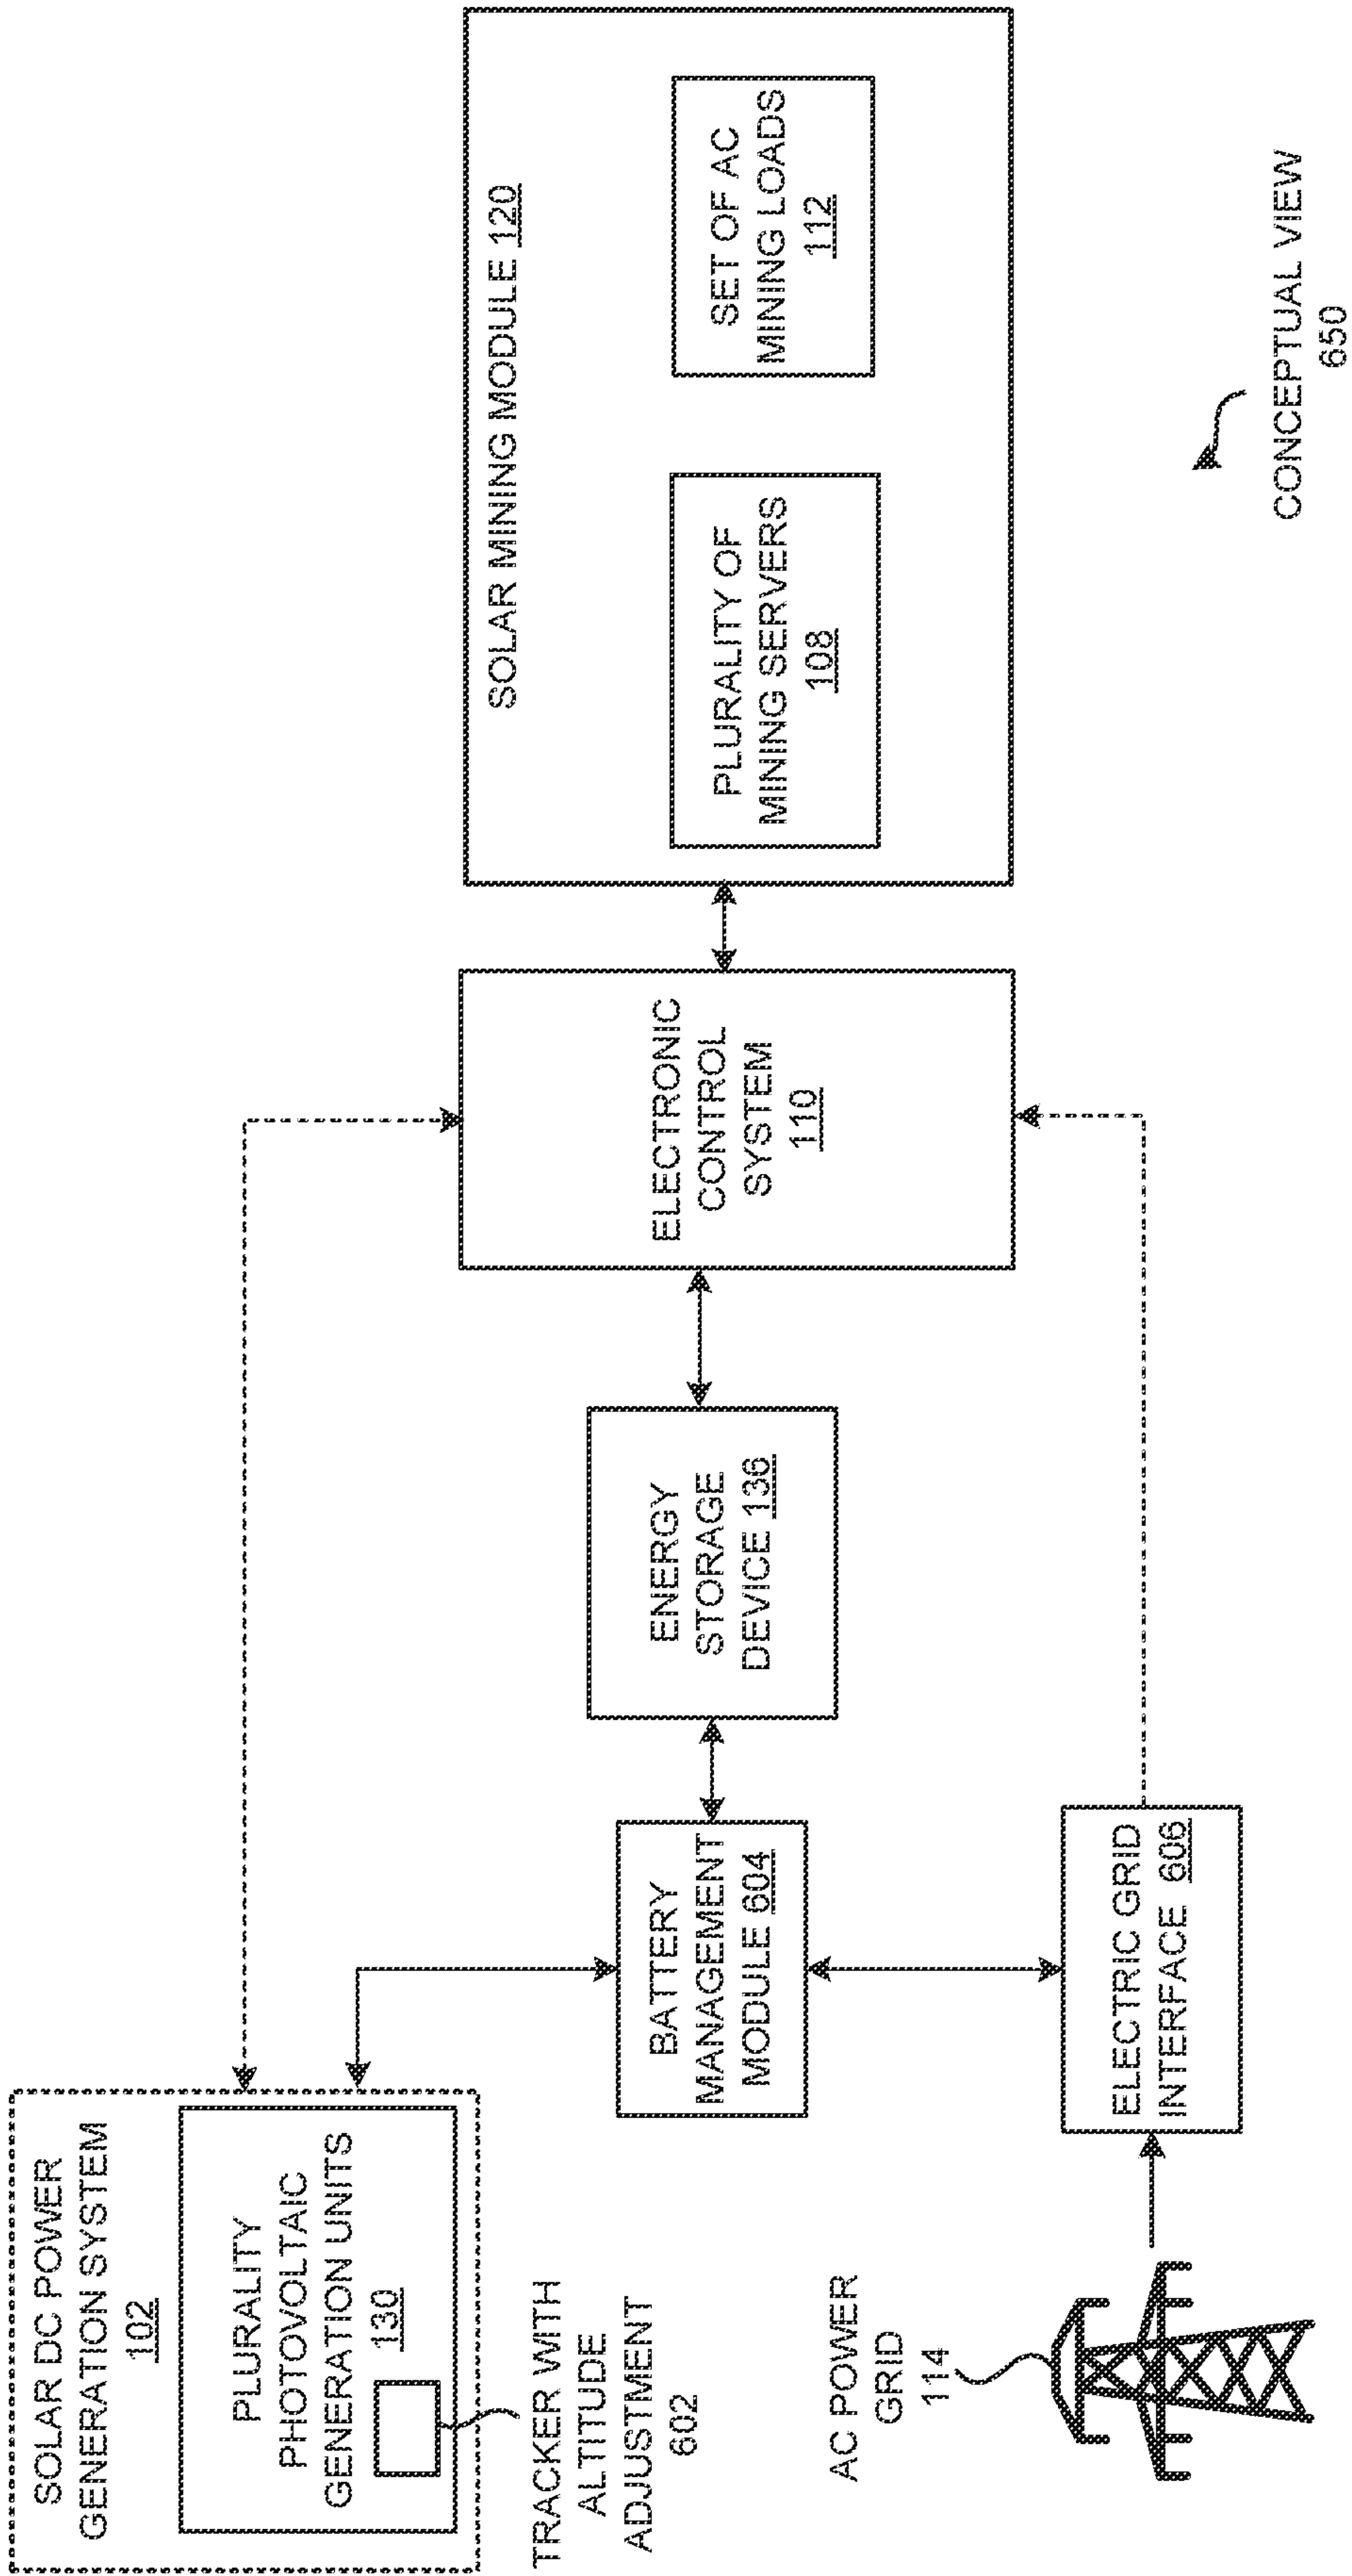 SOLAR DC POWER
GENERATION SYSTEM
102
PLURALITY
PHOTOVOLTAIC
GENERATION UNITS
130
TRACKER WITH
ALTITUDE
ADJUSTMENT
602
AC POWER
GRID
114
BATTERY
MANAGEMENT
MODULE 604
ELECTRIC GRID
INTERFACE 606
ENERGY
STORAGE
DEVICE 136
ELECTRONIC
CONTROL
SYSTEM
110
SOLAR MINING MODULE 120
PLURALITY OF
MINING SERVERS
108
SET OF AC
MINING LOADS
112
CONCEPTUAL VIEW
650